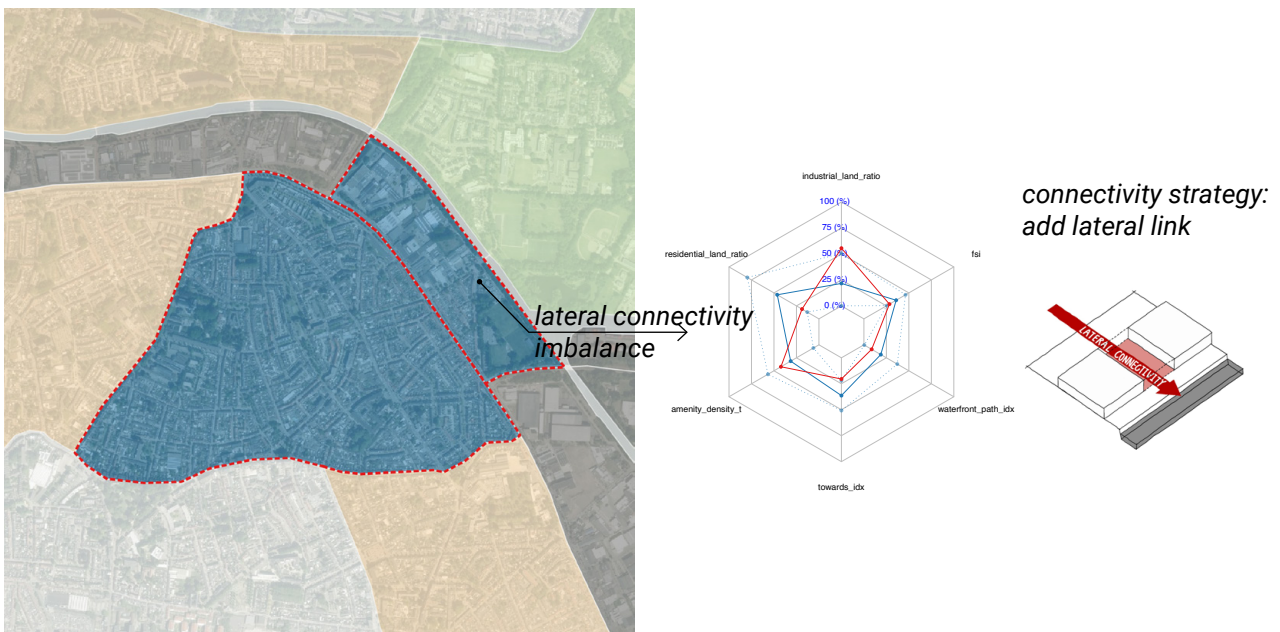 lateral connectivity
imbalance
industrial_land_ratio
100 (%)
75 (%)
50 (%)
25 (%)
0 (%)
residential_land_ratio
fsi
amenity_density_t
waterfront_path_idx
towards_idx
connectivity strategy:
add lateral link
LATERAL CONNECTIVITY